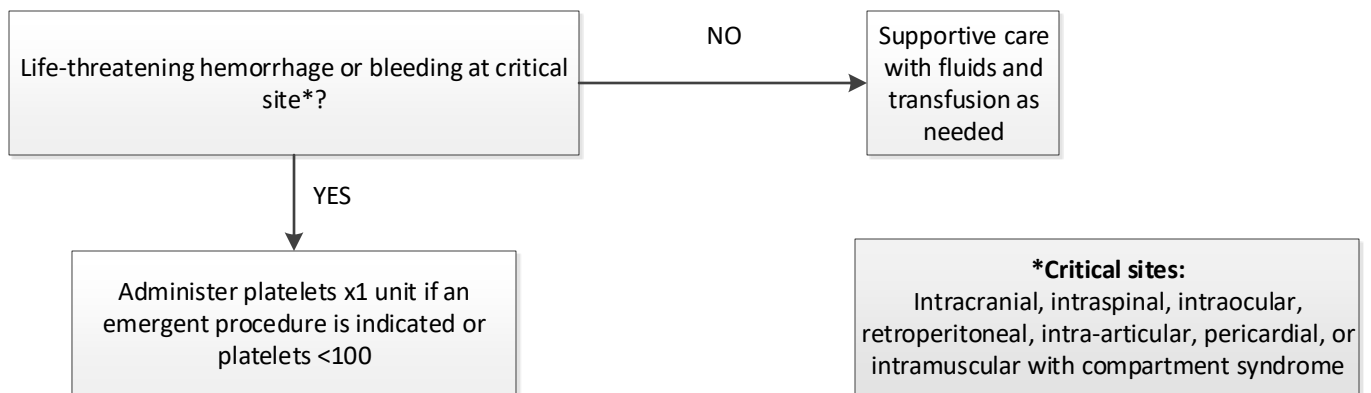 Life-threatening hemorrhage or bleeding at critical
site*?
NO
Supportive care
with fluids and
transfusion as
needed
YES
Administer platelets x1 unit if an
emergent procedure is indicated or
platelets <100
*Critical sites:
Intracranial, intraspinal, intraocular,
retroperitoneal, intra-articular, pericardial, or
intramuscular with compartment syndrome